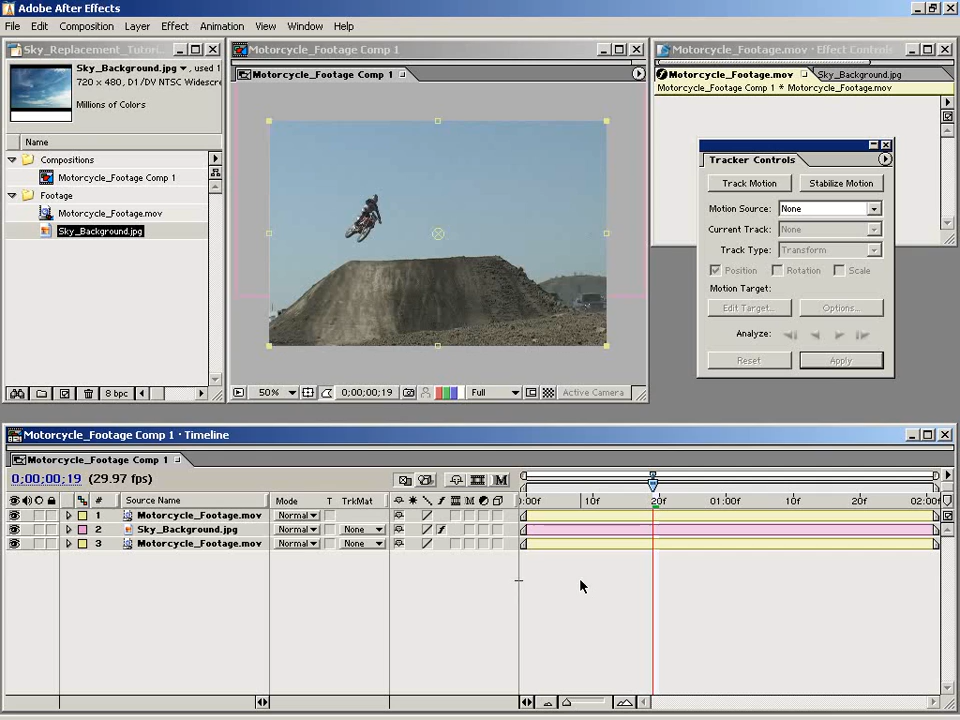 Adobe After Effects
File Edit Composition Layer Effect Animation View Window Help
Sky_Replacement_Tutori
Sky_Background.jpg , used 1
720 x 480, D1/DV NTSC Widescre
Millions of Colors
Name
Compositions
Motorcycle_Footage Comp 1
Footage
Motorcycle_Footage.mov
Sky_Background.jpg
8 bpc
Motorcycle_Footage Comp 1
Motorcycle_Footage Comp 1
50% 0;00;00;19 Full Active Camera
Motorcycle_Footage.mov · Effect Controls
Motorcycle_Footage.mov Sky_Background.jpg
Motorcycle_Footage Comp 1 * Motorcycle_Footage.mov
Tracker Controls
Track Motion Stabilize Motion
Motion Source: None
Current Track: None
Track Type: Transform
Position Rotation Scale
Motion Target:
Edit Target... Options...
Analyze:
Reset Apply
Motorcycle_Footage Comp 1 · Timeline
Motorcycle_Footage Comp 1
0;00;00;19 (29.97 fps)
# Source Name Mode T TrkMat
):00f 10f 20f 01:00f 10f 20f 02:00f
1 Motorcycle_Footage.mov Normal
2 Sky_Background.jpg Normal None
3 Motorcycle_Footage.mov Normal None